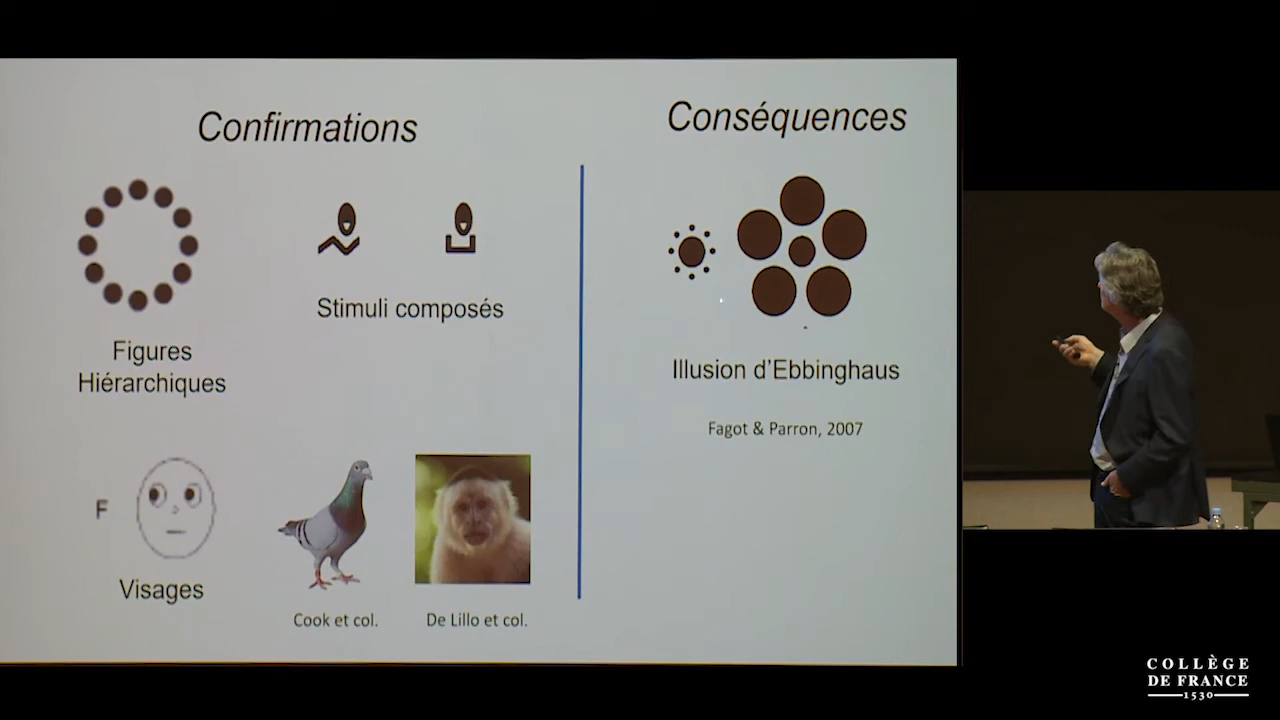 Confirmations
Conséquences
Stimuli composés
Figures
Hiérarchiques
Illusion d'Ebbinghaus
Fagot & Parron, 2007
F
Visages
Cook et col.
De Lillo et col.
COLLÈGE
DE FRANCE
1530